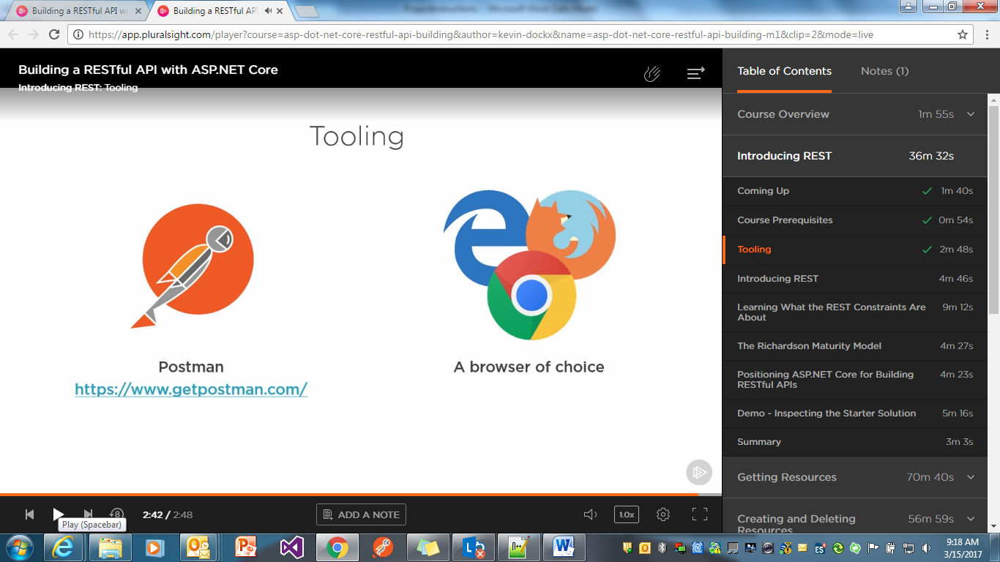 Building a RESTful API wi
Building a RESTful API
https://app.pluralsight.com/player?course=asp-dot-net-core-restful-api-building&author=kevin-dockx&name=asp-dot-net-core-restful-api-building-m1&clip=2&mode=live
Building a RESTful API with ASP.NET Core
Introducing REST: Tooling
Tooling
Postman
https://www.getpostman.com/
A browser of choice
8
2:42 / 2:48
ADD A NOTE
1.0x
Play (Spacebar)
Table of Contents
Notes (1)
Course Overview 1m 55s
Introducing REST 36m 32s
Coming Up 1m 40s
Course Prerequisites 0m 54s
Tooling 2m 48s
Introducing REST 4m 46s
Learning What the REST Constraints Are 9m 12s
About
The Richardson Maturity Model 4m 27s
Positioning ASP.NET Core for Building 4m 23s
RESTful APIs
Demo - Inspecting the Starter Solution 5m 16s
Summary 3m 3s
Getting Resources 70m 40s
Creating and Deleting 56m 59s
Resources
ES
9:18 AM
3/15/2017